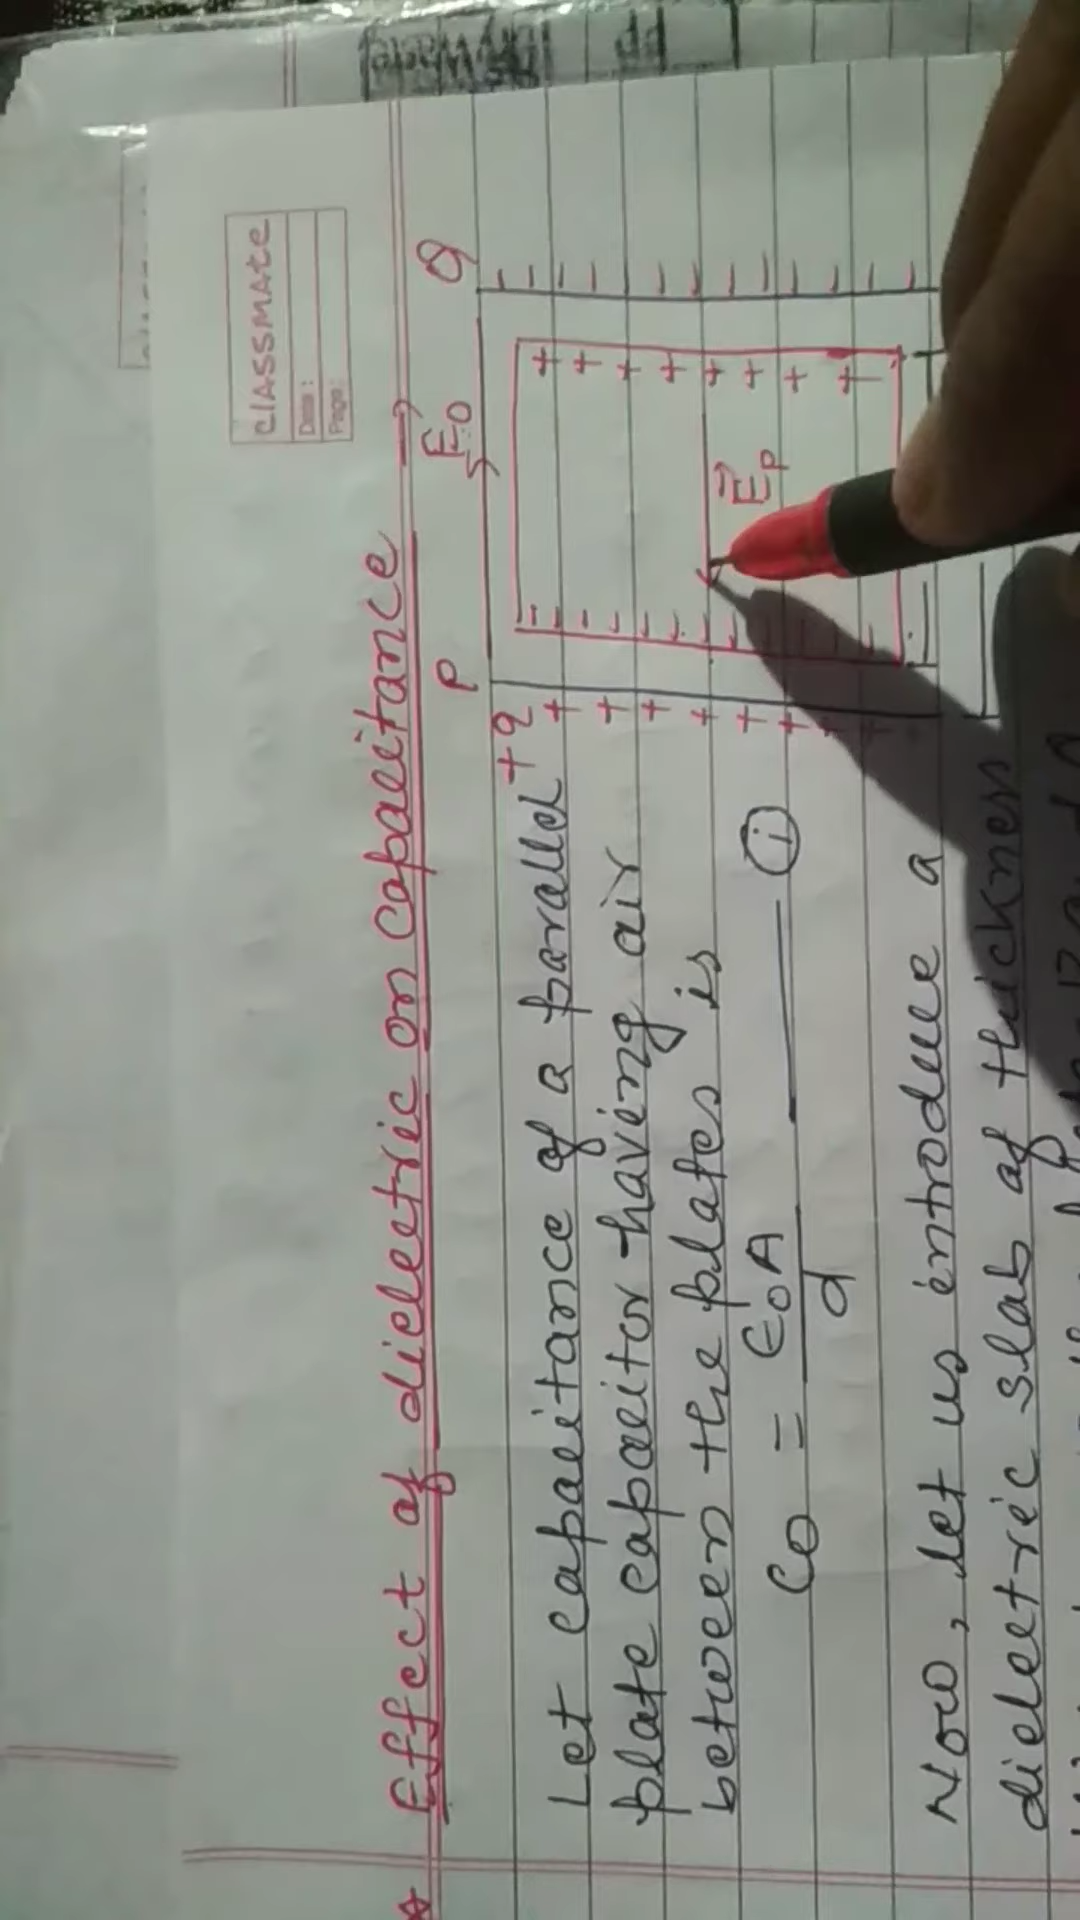 CLASSMATE
Date:
Page:
Effect of dielectric on capacitance →
Let capacitance of a parallel
plate capacitor having air
between the plates is
C₀ = ε₀A / d ——— (i)
Now, let us introduce a
dielectric slab of thickness
+q
P
E₀
Q
Eₚ